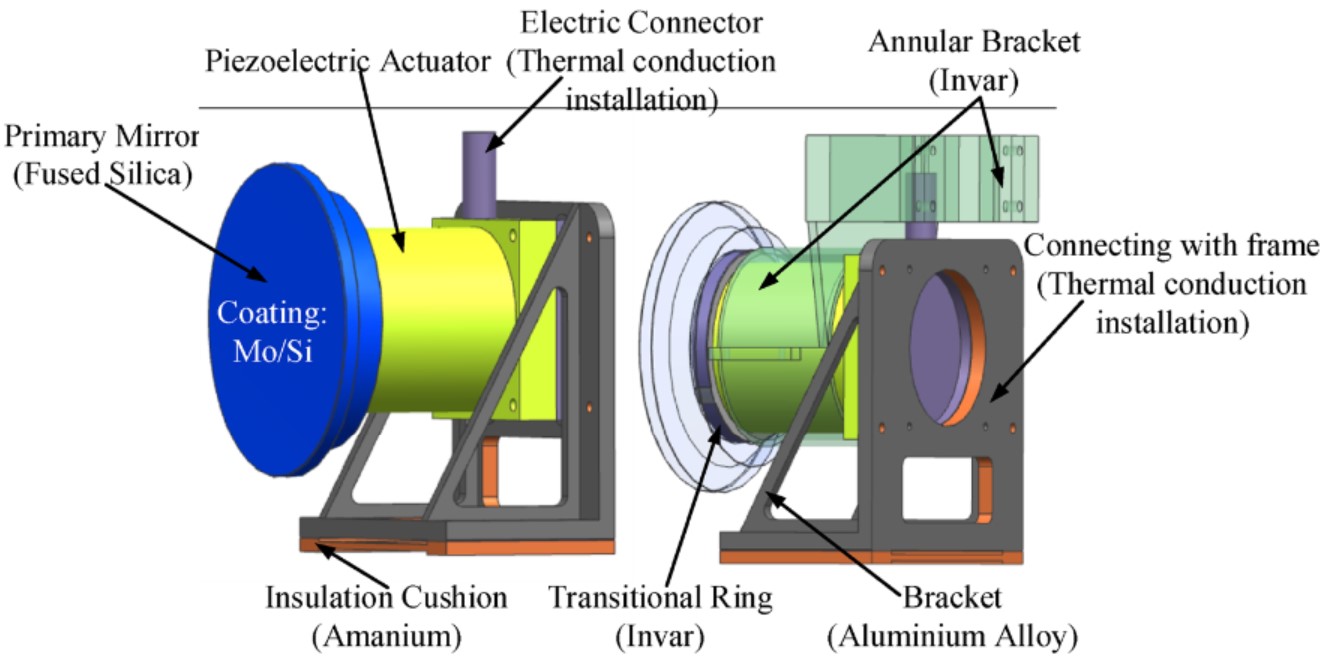 Electric Connector
(Thermal conduction
installation)
Piezoelectric Actuator
Annular Bracket
(Invar)
Primary Mirror
(Fused Silica)
Coating:
Mo/Si
Connecting with frame
(Thermal conduction
installation)
Insulation Cushion
(Amanium)
Transitional Ring
(Invar)
Bracket
(Aluminium Alloy)